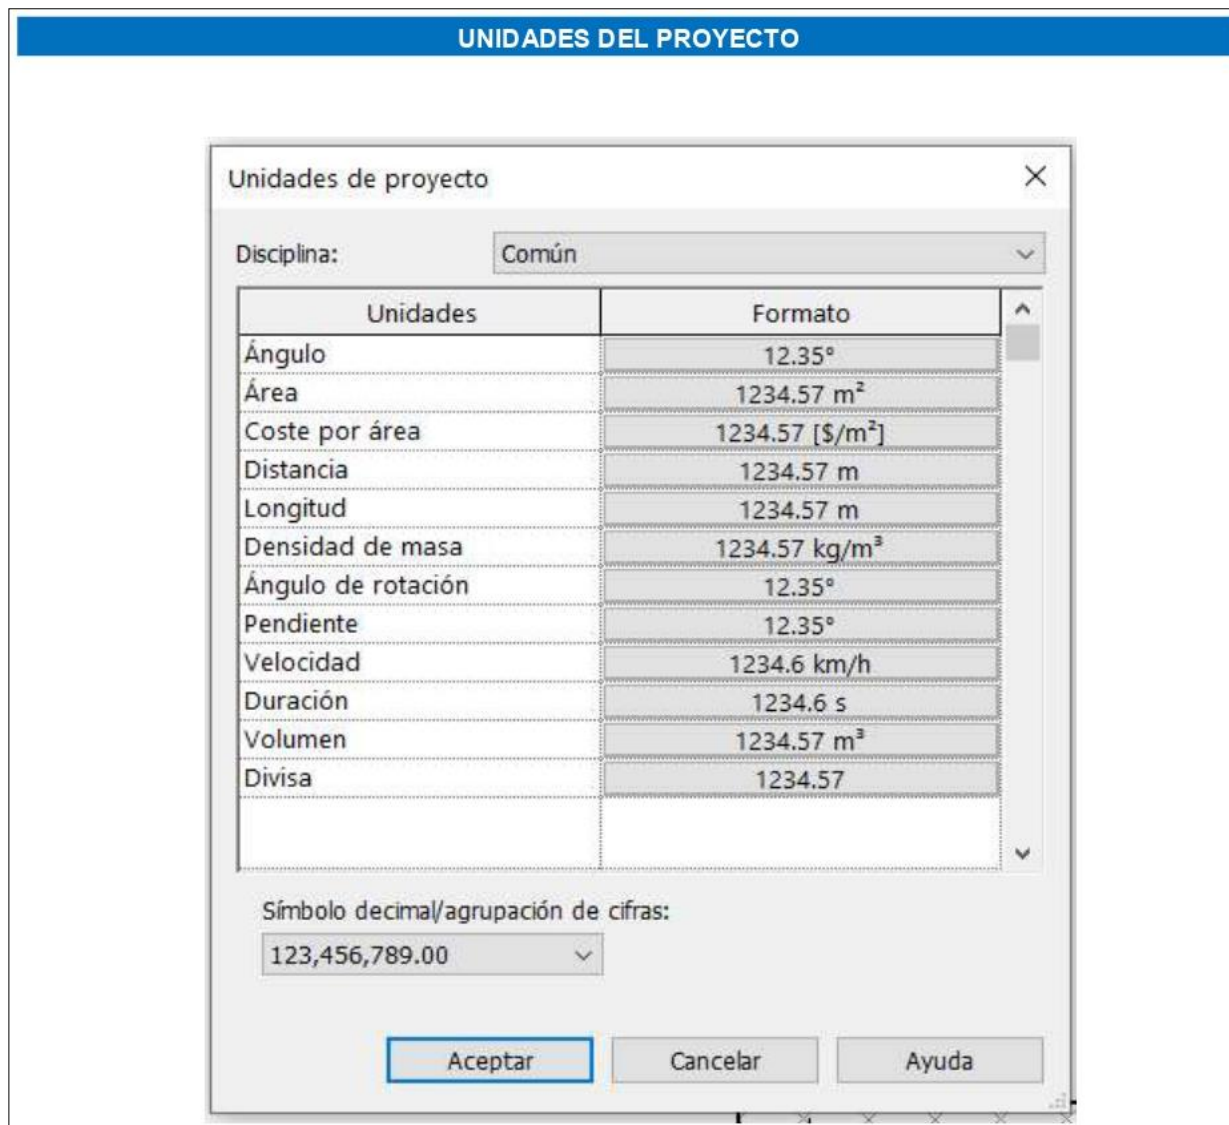 UNIDADES DEL PROYECTO
Unidades de proyecto
Disciplina: Común
Unidades Formato
Ángulo 12.35°
Área 1234.57 m²
Coste por área 1234.57 [$/m²]
Distancia 1234.57 m
Longitud 1234.57 m
Densidad de masa 1234.57 kg/m³
Ángulo de rotación 12.35°
Pendiente 12.35°
Velocidad 1234.6 km/h
Duración 1234.6 s
Volumen 1234.57 m³
Divisa 1234.57
Símbolo decimal/agrupación de cifras:
123,456,789.00
Aceptar Cancelar Ayuda